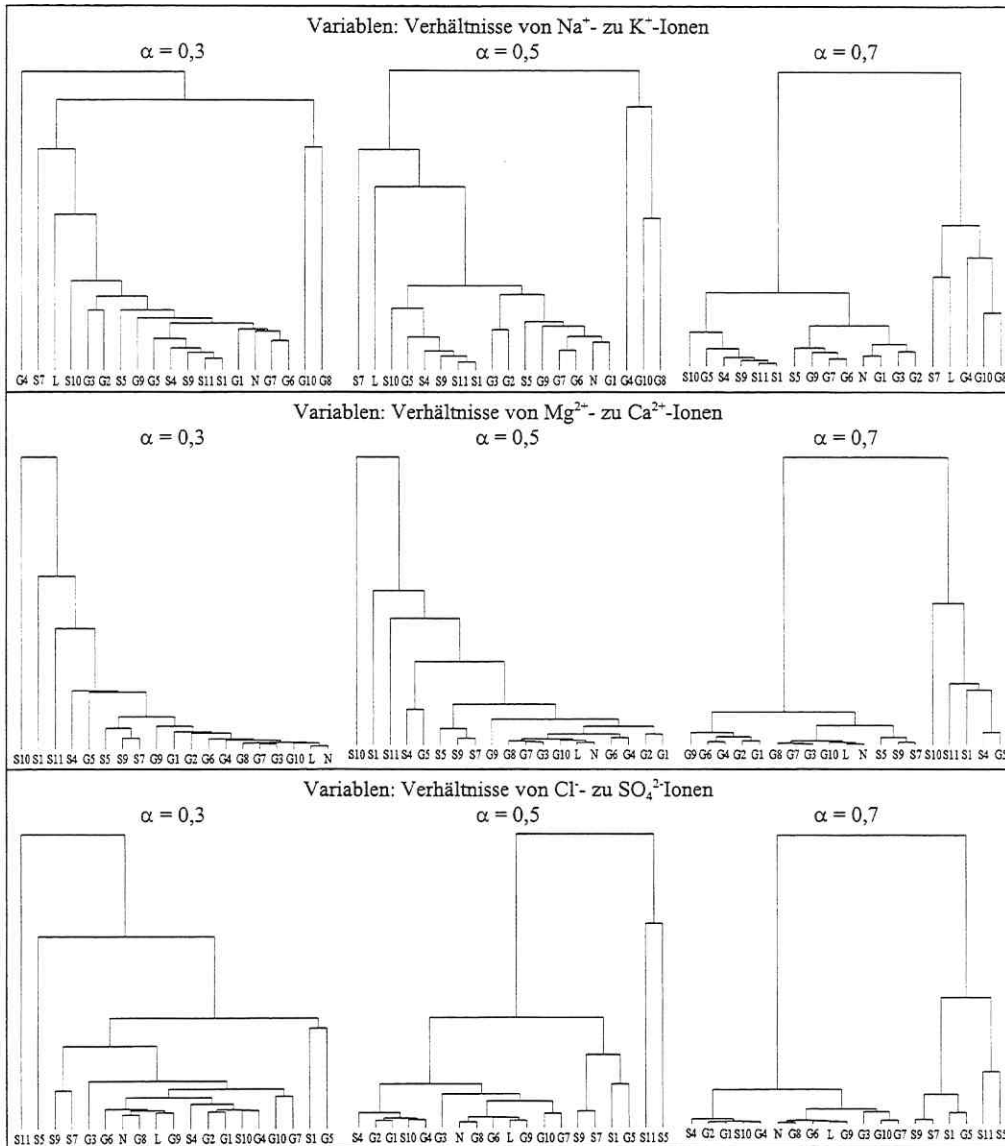 Variablen: Verhältnisse von Na⁺- zu K⁺-Ionen
α = 0,3 α = 0,5 α = 0,7
G4 S7 L S10 G3 G2 S5 G9 G5 S4 S9 S11 S1 G1 N G7 G6 G10 G8 S7 L S10 G5 S4 S9 S11 S1 G3 G2 S5 G9 G7 G6 N G1 G4 G10 G8 S10 G5 S4 S9 S11 S1 S5 G9 G7 G6 N G1 G3 G2 S7 L G4 G10 G8
Variablen: Verhältnisse von Mg²⁺- zu Ca²⁺-Ionen
α = 0,3 α = 0,5 α = 0,7
S10 S1 S11 S4 G5 S5 S9 S7 G9 G1 G2 G6 G4 G8 G7 G3 G10 L N S10 S1 S11 S4 G5 S5 S9 S7 G9 G8 G7 G3 G10 L N G6 G4 G2 G1 G9 G6 G4 G2 G1 G8 G7 G3 G10 L N S5 S9 S7 S10 S11 S1 S4 G5
Variablen: Verhältnisse von Cl⁻- zu SO₄²⁻Ionen
α = 0,3 α = 0,5 α = 0,7
S11 S5 S9 S7 G3 G6 N G8 L G9 S4 G2 G1 S10 G4 G10 G7 S1 G5 S4 G2 G1 S10 G4 G3 N G8 G6 L G9 G10 G7 S9 S7 S1 G5 S11 S5 S4 G2 G1 S10 G4 N G8 G6 L G9 G3 G10 G7 S9 S7 S1 G5 S11 S5